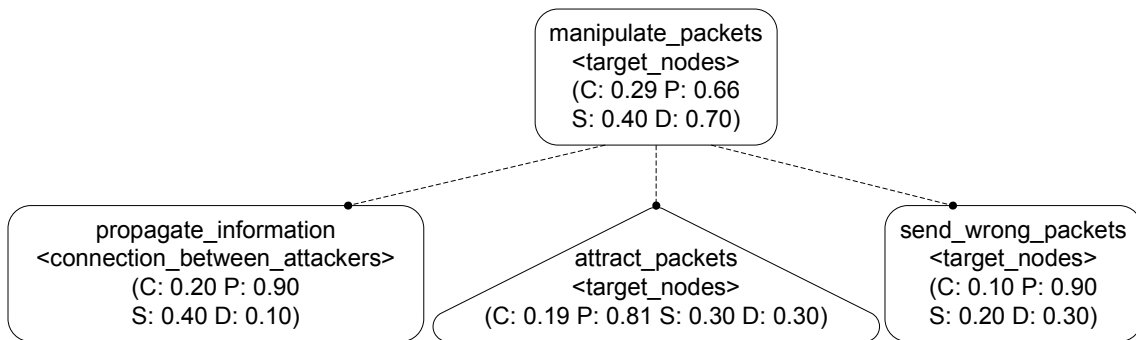 manipulate_packets
<target_nodes>
(C: 0.29 P: 0.66
S: 0.40 D: 0.70)
propagate_information
<connection_between_attackers>
(C: 0.20 P: 0.90
S: 0.40 D: 0.10)
attract_packets
<target_nodes>
(C: 0.19 P: 0.81 S: 0.30 D: 0.30)
send_wrong_packets
<target_nodes>
(C: 0.10 P: 0.90
S: 0.20 D: 0.30)